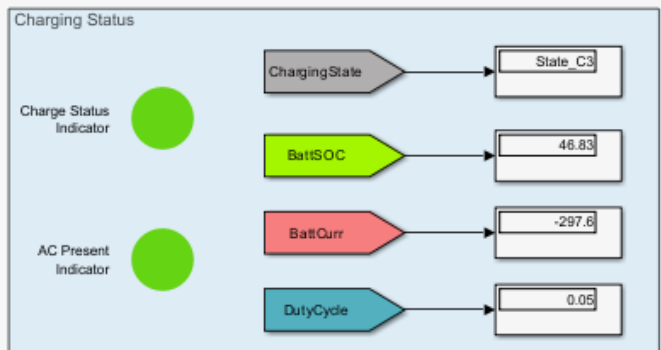 Charging Status
ChargingState
State_C3
Charge Status
Indicator
BattSOC
46.83
BattCurr
-297.6
AC Present
Indicator
DutyCycle
0.05